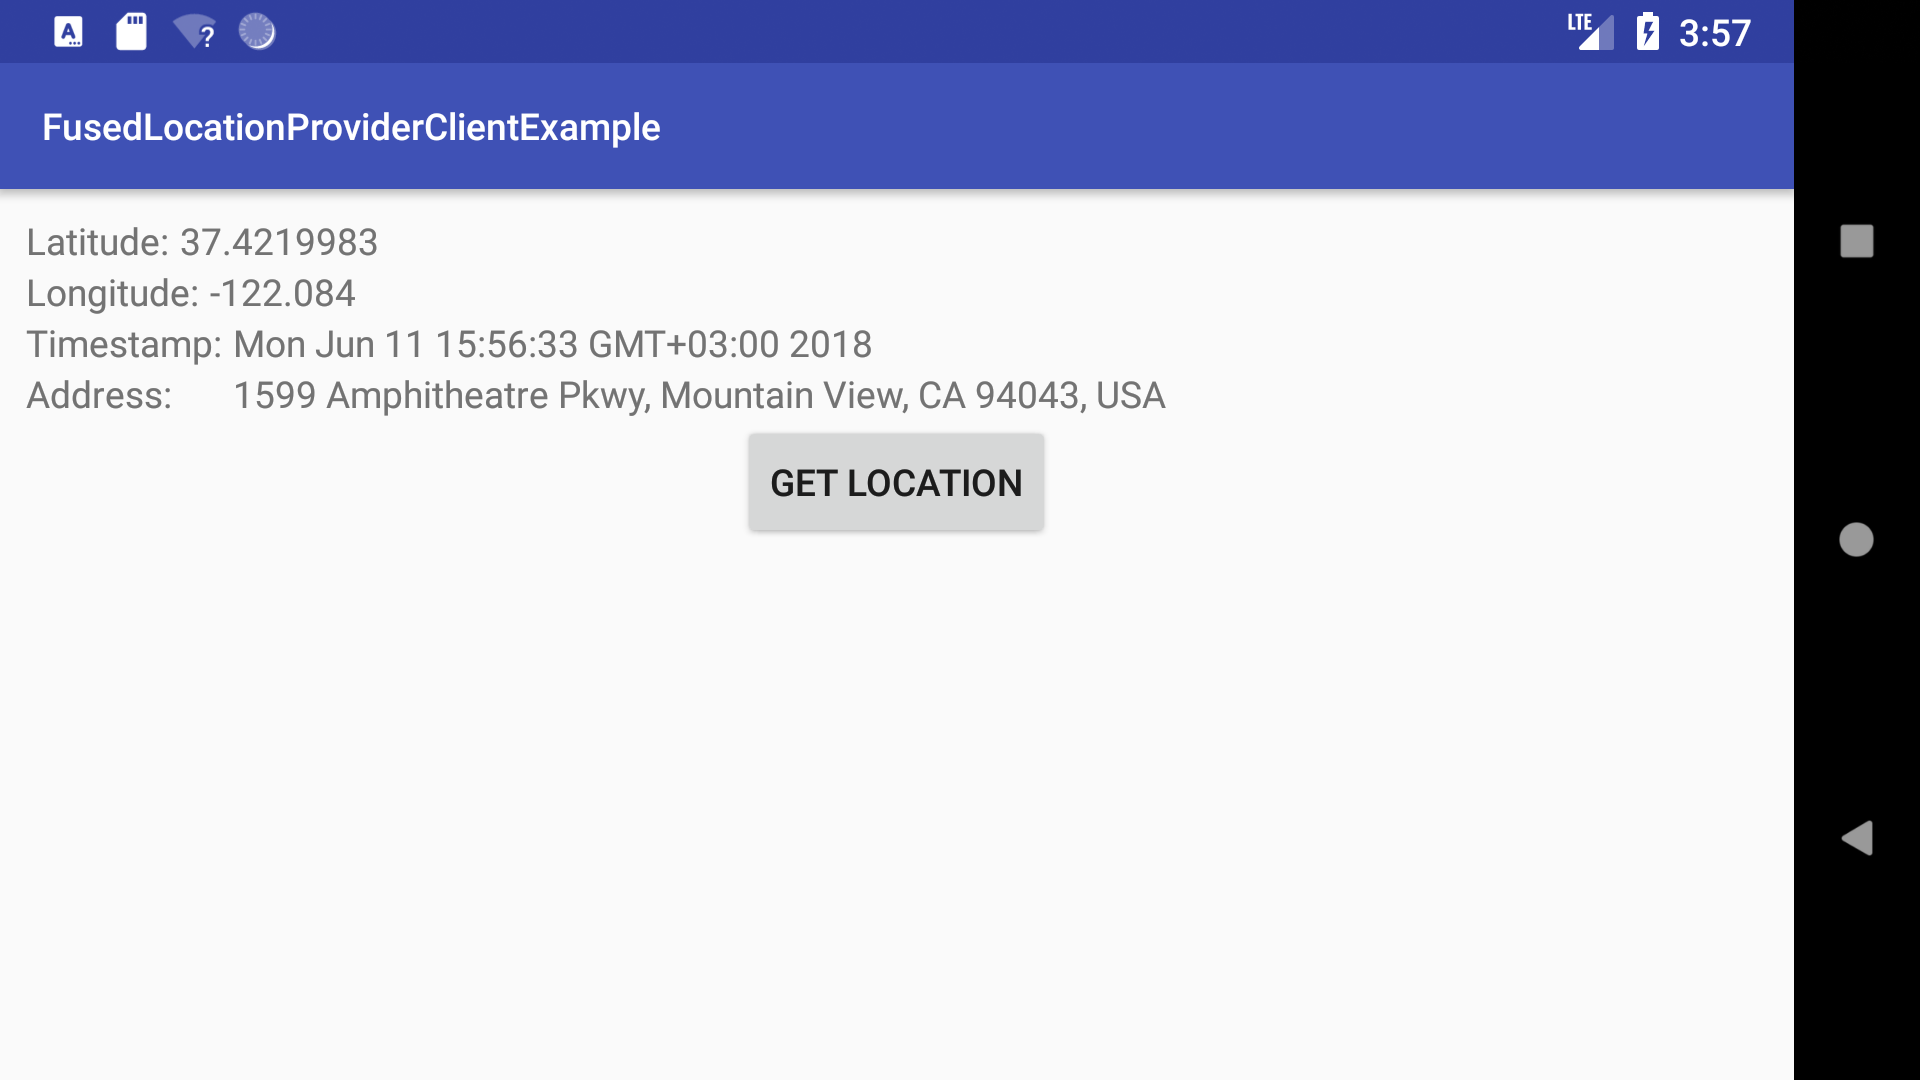 LTE 3:57
FusedLocationProviderClientExample
Latitude: 37.4219983
Longitude: -122.084
Timestamp: Mon Jun 11 15:56:33 GMT+03:00 2018
Address: 1599 Amphitheatre Pkwy, Mountain View, CA 94043, USA
GET LOCATION